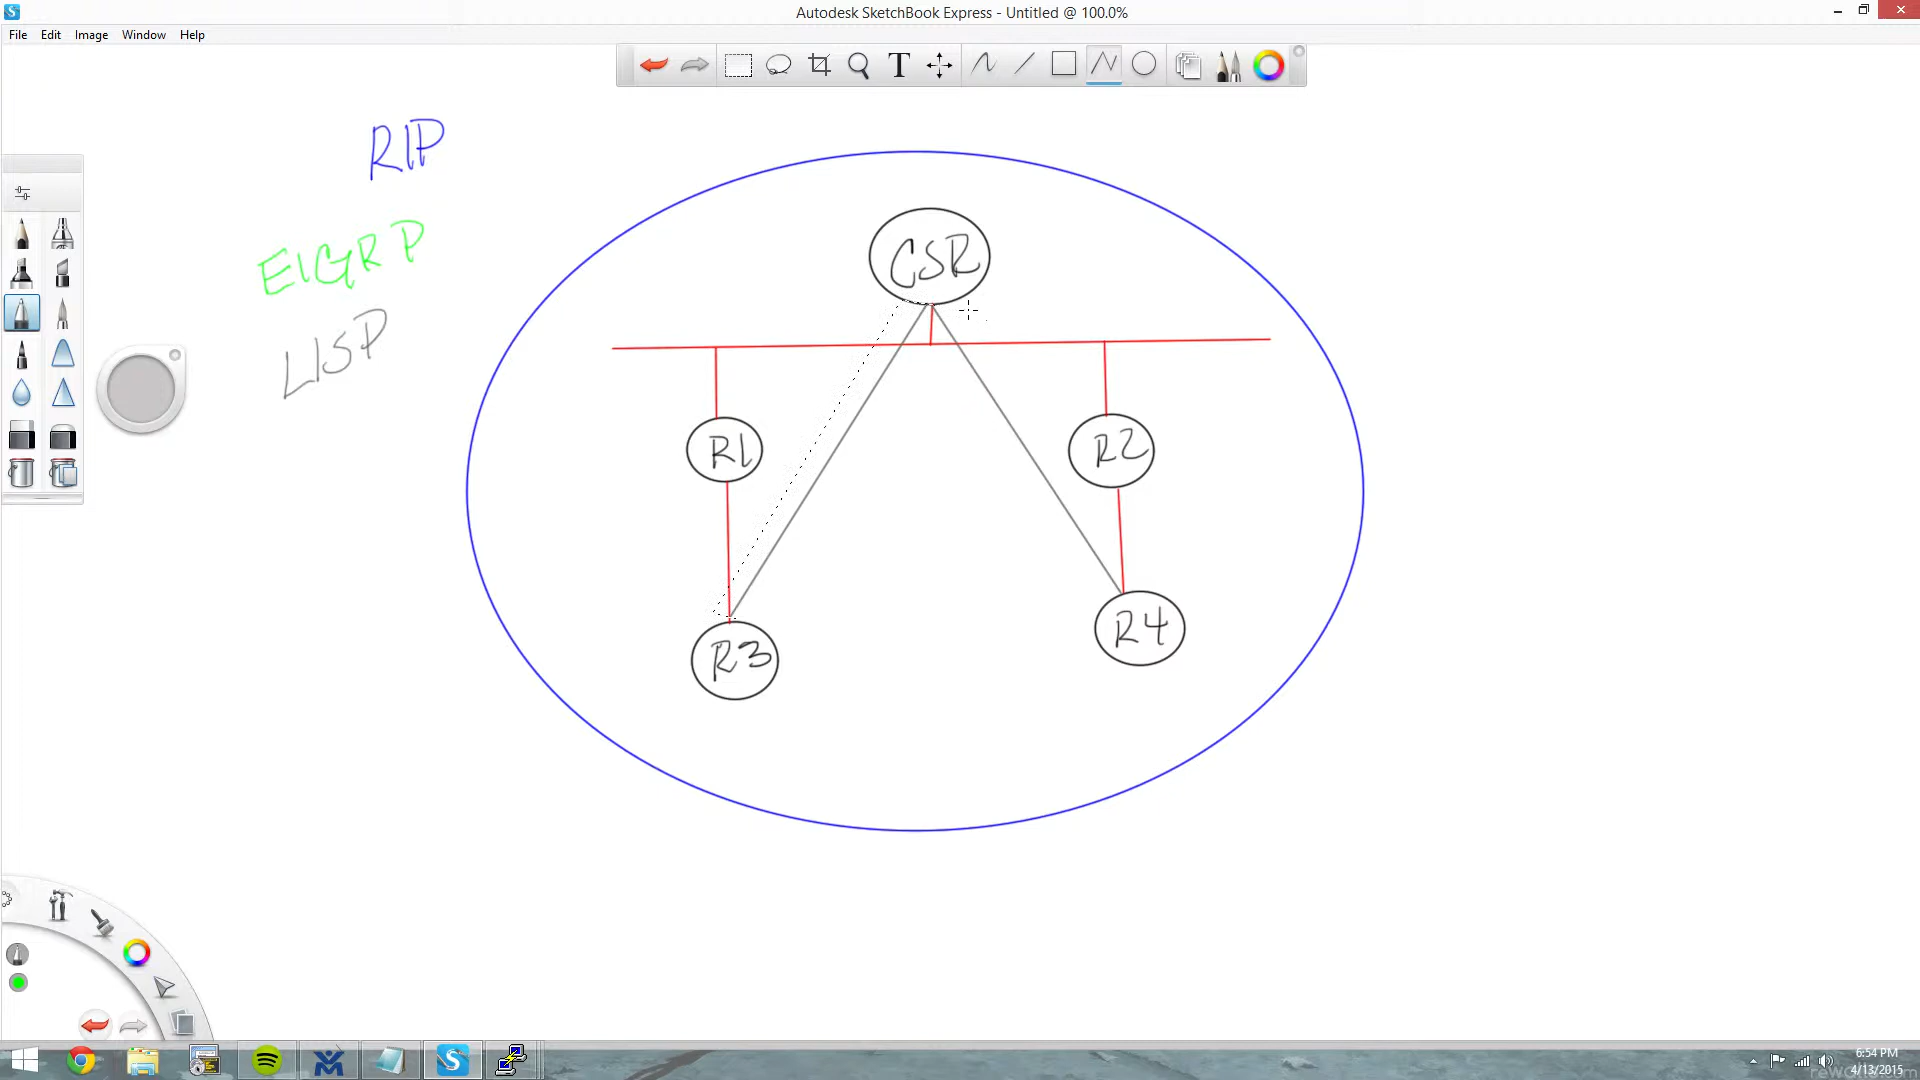 Autodesk SketchBook Express - Untitled @ 100.0%
File Edit Image Window Help
T
RIP
EIGRP
LISP
CSR
R1
R2
R3
R4
6:54 PM
4/13/2015